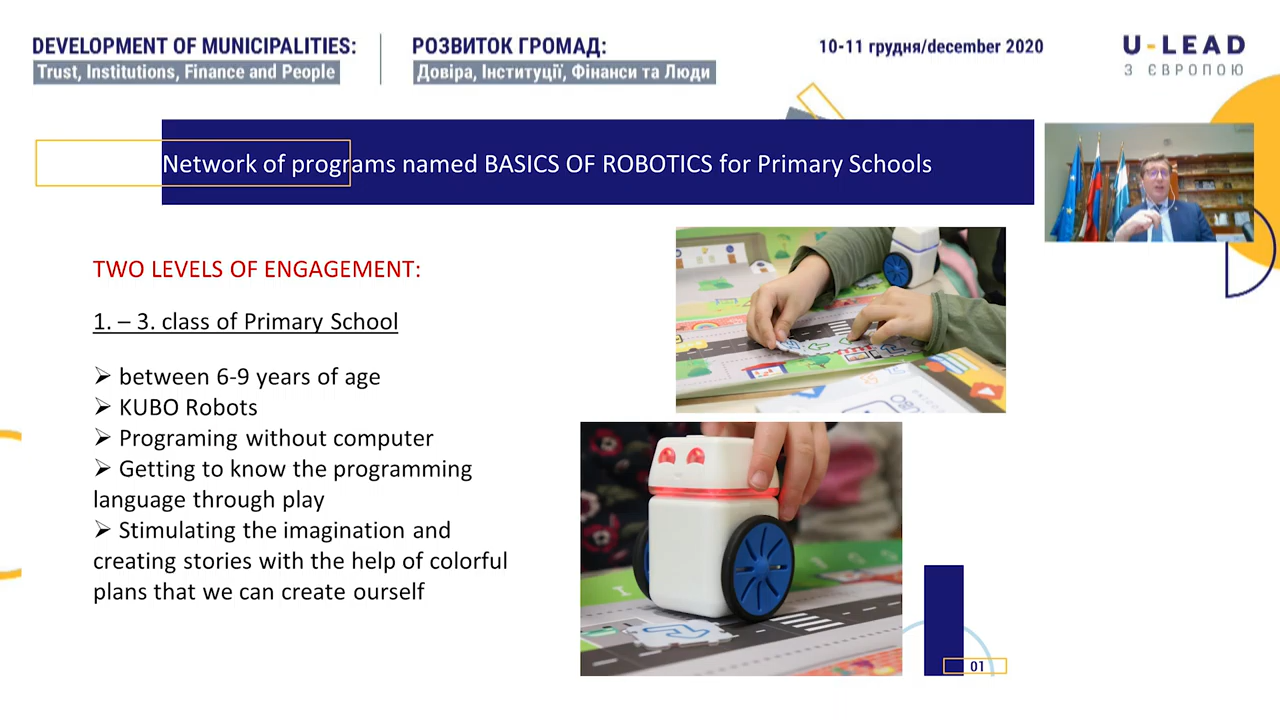 DEVELOPMENT OF MUNICIPALITIES:
Trust, Institutions, Finance and People
РОЗВИТОК ГРОМАД:
Довіра, Інституції, Фінанси та Люди
10-11 грудня/december 2020
U-LEAD
З ЄВРОПОЮ
Network of programs named BASICS OF ROBOTICS for Primary Schools
TWO LEVELS OF ENGAGEMENT:
1. – 3. class of Primary School
➢ between 6-9 years of age
➢ KUBO Robots
➢ Programing without computer
➢ Getting to know the programming
language through play
➢ Stimulating the imagination and
creating stories with the help of colorful
plans that we can create ourself
KUBO
01